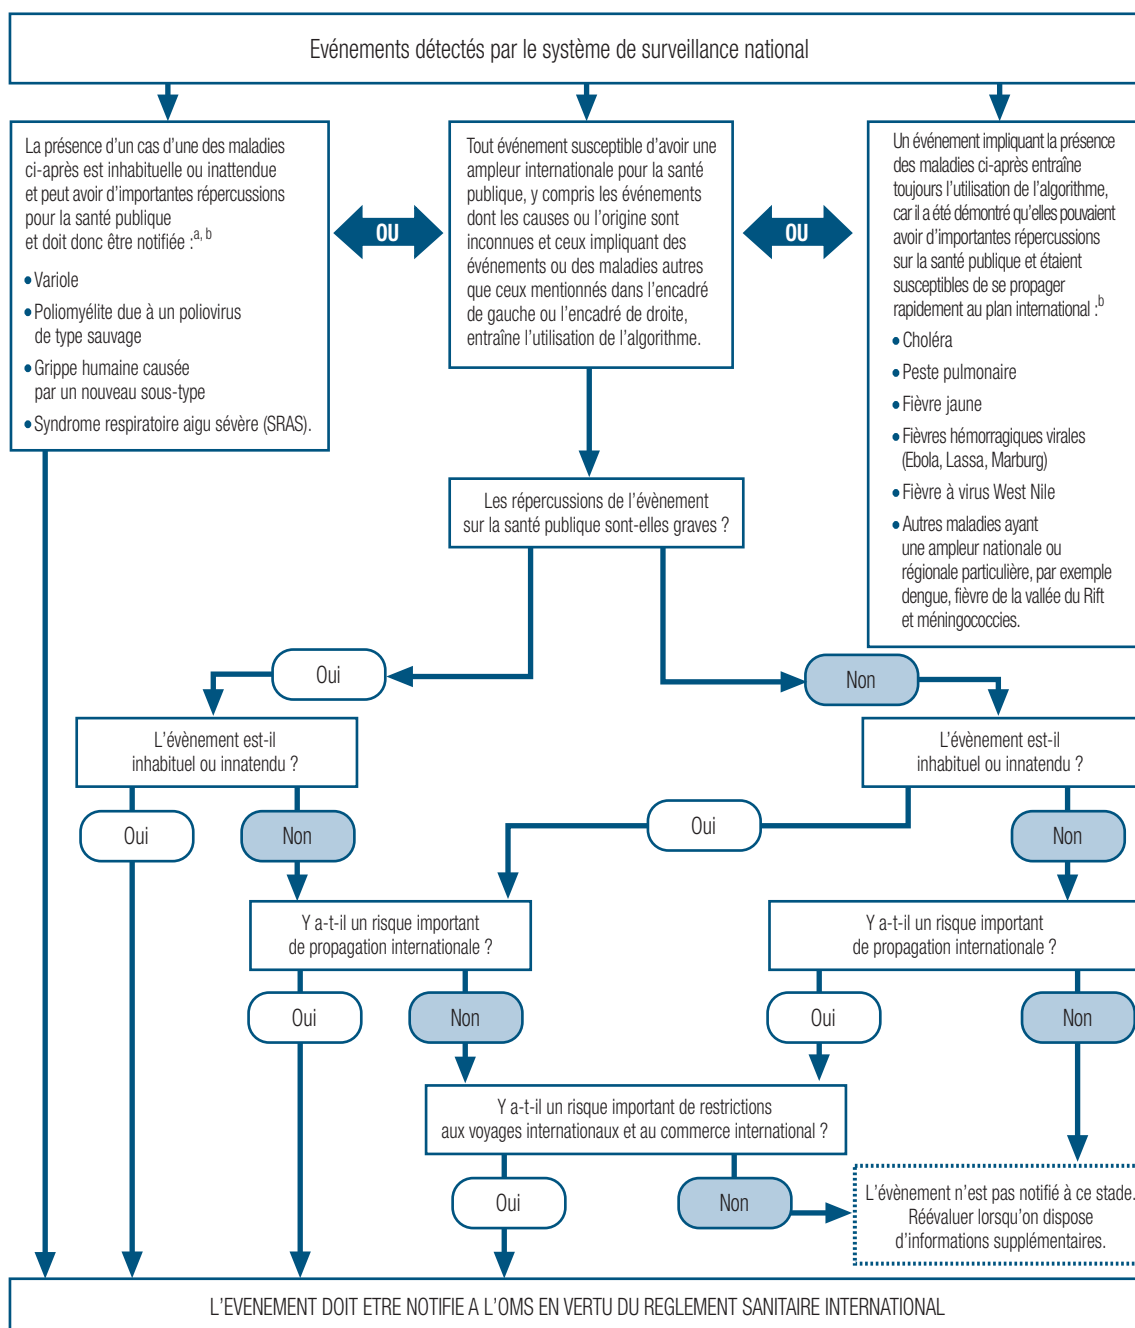 Evénements détectés par le système de surveillance national
La présence d'un cas d'une des maladies
ci-après est inhabituelle ou inattendue
et peut avoir d'importantes répercussions
pour la santé publique
et doit donc être notifiée :a, b
• Variole
• Poliomyélite due à un poliovirus
de type sauvage
• Grippe humaine causée
par un nouveau sous-type
• Syndrome respiratoire aigu sévère (SRAS).
OU
Tout événement susceptible d'avoir une
ampleur internationale pour la santé
publique, y compris les événements
dont les causes ou l'origine sont
inconnues et ceux impliquant des
événements ou des maladies autres
que ceux mentionnés dans l'encadré
de gauche ou l'encadré de droite,
entraîne l'utilisation de l'algorithme.
OU
Un événement impliquant la présence
des maladies ci-après entraîne
toujours l'utilisation de l'algorithme,
car il a été démontré qu'elles pouvaient
avoir d'importantes répercussions
sur la santé publique et étaient
susceptibles de se propager
rapidement au plan international :b
• Choléra
• Peste pulmonaire
• Fièvre jaune
• Fièvres hémorragiques virales
(Ebola, Lassa, Marburg)
• Fièvre à virus West Nile
• Autres maladies ayant
une ampleur nationale ou
régionale particulière, par exemple
dengue, fièvre de la vallée du Rift
et méningococcies.
Les répercussions de l'évènement
sur la santé publique sont-elles graves ?
Oui
Non
L'évènement est-il
inhabituel ou innatendu ?
L'évènement est-il
inhabituel ou innatendu ?
Oui
Non
Oui
Non
Y a-t-il un risque important
de propagation internationale ?
Y a-t-il un risque important
de propagation internationale ?
Oui
Non
Oui
Non
Y a-t-il un risque important de restrictions
aux voyages internationaux et au commerce international ?
Oui
Non
L'évènement n'est pas notifié à ce stade.
Réévaluer lorsqu'on dispose
d'informations supplémentaires.
L'EVENEMENT DOIT ETRE NOTIFIE A L'OMS EN VERTU DU REGLEMENT SANITAIRE INTERNATIONAL